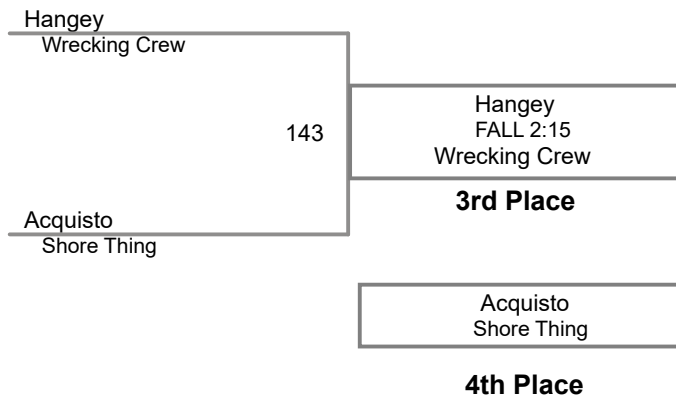 Hangey
Wrecking Crew
143
Hangey
FALL 2:15
Wrecking Crew
3rd Place
Acquisto
Shore Thing
Acquisto
Shore Thing
4th Place